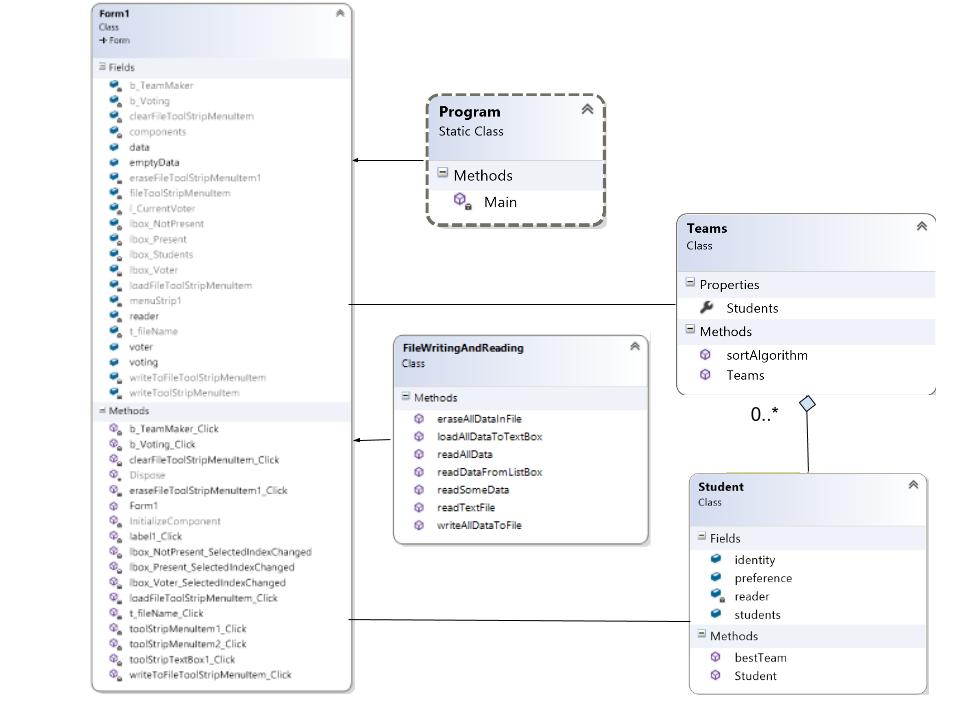 Form1
Class
Form
Fields
b_TeamMaker
b_Voting
clearFileToolStripMenuItem
components
data
emptyData
eraseFileToolStripMenuItem1
fileToolStripMenuItem
l_CurrentVoter
lbox_NotPresent
lbox_Present
lbox_Students
lbox_Voter
loadFileToolStripMenuItem
menuStrip1
reader
t_fileName
voter
voting
writeToFileToolStripMenuItem
writeToolStripMenuItem
Methods
b_TeamMaker_Click
b_Voting_Click
clearFileToolStripMenuItem_Click
Dispose
eraseFileToolStripMenuItem1_Click
Form1
InitializeComponent
label1_Click
lbox_NotPresent_SelectedIndexChanged
lbox_Present_SelectedIndexChanged
lbox_Voter_SelectedIndexChanged
loadFileToolStripMenuItem_Click
t_fileName_Click
toolStripMenuItem1_Click
toolStripMenuItem2_Click
toolStripTextBox1_Click
writeToFileToolStripMenuItem_Click
Program
Static Class
Methods
Main
FileWritingAndReading
Class
Methods
eraseAllDataInFile
loadAllDataToTextBox
readAllData
readDataFromListBox
readSomeData
readTextFile
writeAllDataToFile
Teams
Class
Properties
Students
Methods
sortAlgorithm
Teams
0..*
Student
Class
Fields
identity
preference
reader
students
Methods
bestTeam
Student